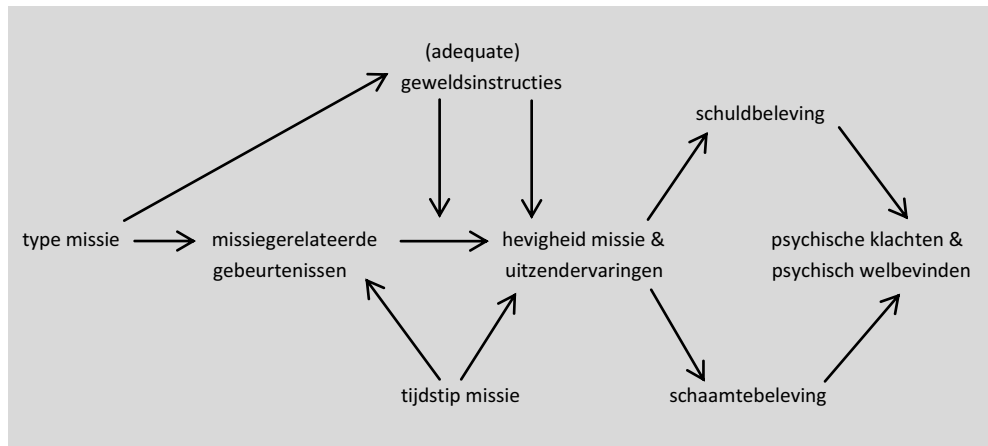 (adequate)
geweldsinstructies
schuldbeleving
type missie
missiegerelateerde
gebeurtenissen
hevigheid missie &
uitzendervaringen
psychische klachten &
psychisch welbevinden
tijdstip missie
schaamtebeleving